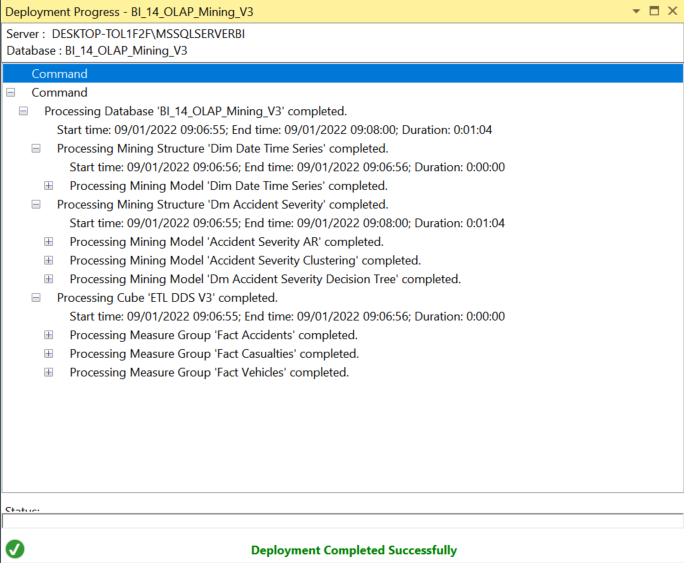 Deployment Progress - BI_14_OLAP_Mining_V3
Server : DESKTOP-TOL1F2F\MSSQLSERVERBI
Database : BI_14_OLAP_Mining_V3
Command
Command
Processing Database 'BI_14_OLAP_Mining_V3' completed.
Start time: 09/01/2022 09:06:55; End time: 09/01/2022 09:08:00; Duration: 0:01:04
Processing Mining Structure 'Dim Date Time Series' completed.
Start time: 09/01/2022 09:06:56; End time: 09/01/2022 09:06:56; Duration: 0:00:00
Processing Mining Model 'Dim Date Time Series' completed.
Processing Mining Structure 'Dm Accident Severity' completed.
Start time: 09/01/2022 09:06:55; End time: 09/01/2022 09:08:00; Duration: 0:01:04
Processing Mining Model 'Accident Severity AR' completed.
Processing Mining Model 'Accident Severity Clustering' completed.
Processing Mining Model 'Dm Accident Severity Decision Tree' completed.
Processing Cube 'ETL DDS V3' completed.
Start time: 09/01/2022 09:06:55; End time: 09/01/2022 09:06:56; Duration: 0:00:00
Processing Measure Group 'Fact Accidents' completed.
Processing Measure Group 'Fact Casualties' completed.
Processing Measure Group 'Fact Vehicles' completed.
Status:
Deployment Completed Successfully